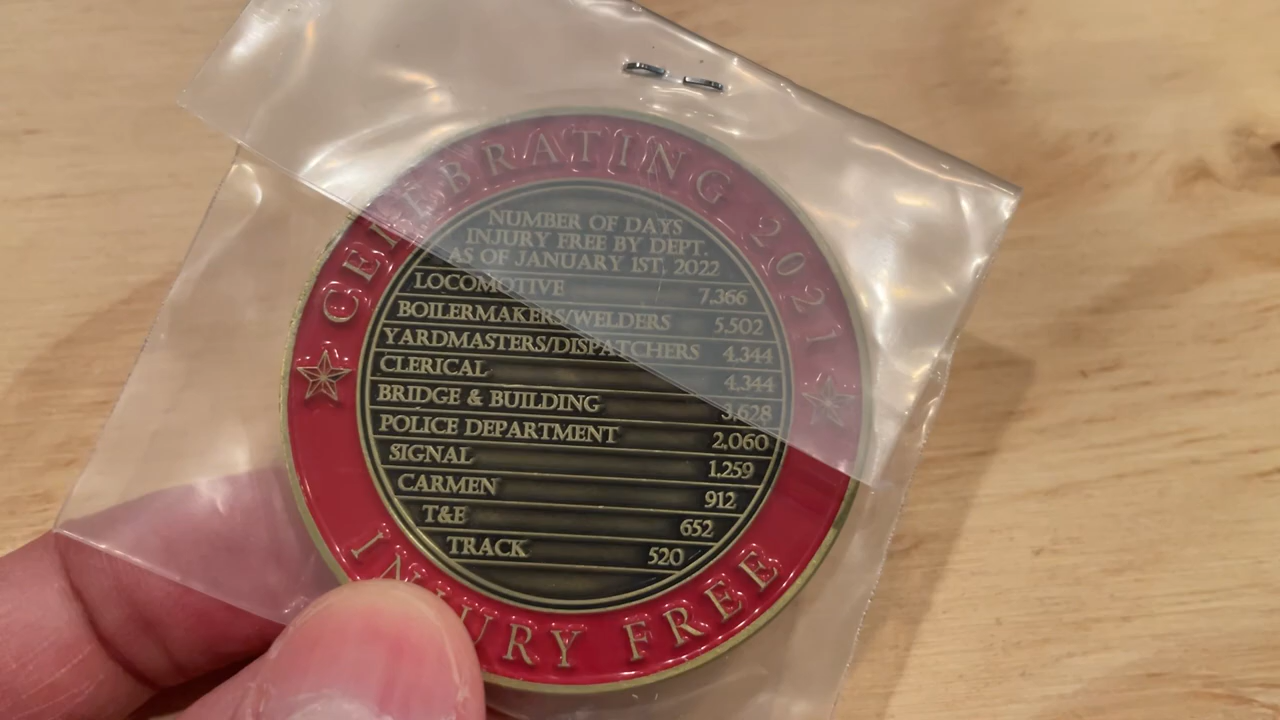 CELEBRATING 2021
NUMBER OF DAYS
INJURY FREE BY DEPT.
AS OF JANUARY 1ST, 2022
LOCOMOTIVE 7,366
BOILERMAKERS/WELDERS 5,502
YARDMASTERS/DISPATCHERS 4,344
CLERICAL 4,344
BRIDGE & BUILDING 3,628
POLICE DEPARTMENT 2,060
SIGNAL 1,259
CARMEN 912
T&E 652
TRACK 520
INJURY FREE